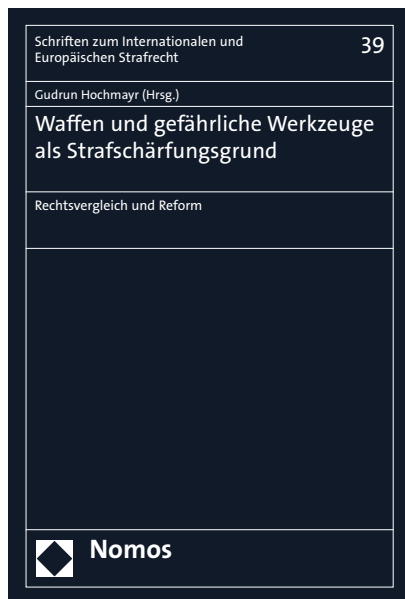 Schriften zum Internationalen und
Europäischen Strafrecht
39
Gudrun Hochmayr (Hrsg.)
Waffen und gefährliche Werkzeuge
als Strafschärfungsgrund
Rechtsvergleich und Reform
Nomos